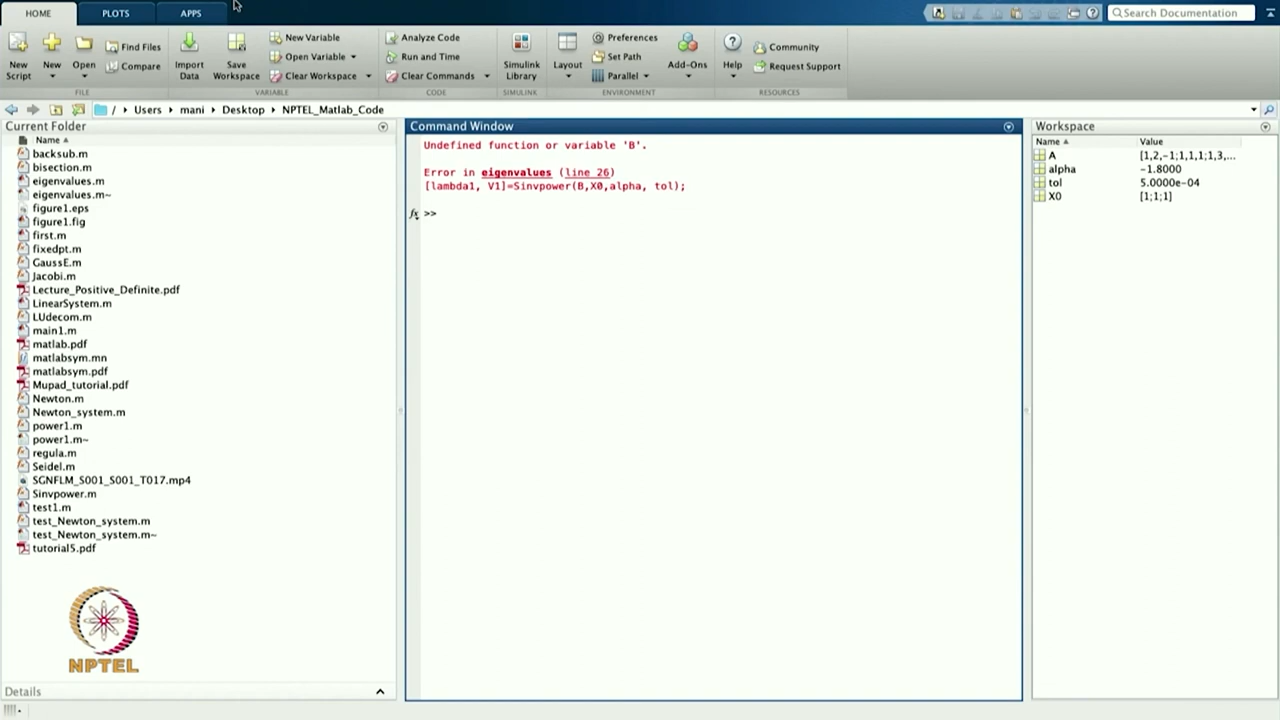 HOME PLOTS APPS
Search Documentation
New Script
New
Open
Find Files
Compare
Import Data
Save Workspace
New Variable
Open Variable
Clear Workspace
Analyze Code
Run and Time
Clear Commands
Simulink Library
Layout
Preferences
Set Path
Parallel
Add-Ons
Help
Community
Request Support
FILE VARIABLE CODE SIMULINK ENVIRONMENT RESOURCES
/ Users mani Desktop NPTEL_Matlab_Code
Current Folder
Name
backsub.m
bisection.m
eigenvalues.m
eigenvalues.m~
figure1.eps
figure1.fig
first.m
fixedpt.m
GaussE.m
Jacobi.m
Lecture_Positive_Definite.pdf
LinearSystem.m
LUdecom.m
main1.m
matlab.pdf
matlabsym.mn
matlabsym.pdf
Mupad_tutorial.pdf
Newton.m
Newton_system.m
power1.m
power1.m~
regula.m
Seidel.m
SGNFLM_S001_S001_T017.mp4
Sinvpower.m
test1.m
test_Newton_system.m
test_Newton_system.m~
tutorial5.pdf
NPTEL
Details
Command Window
Undefined function or variable 'B'.
Error in eigenvalues (line 26)
[lambda1, V1]=Sinvpower(B,X0,alpha, tol);
fx >>
Workspace
Name Value
A [1,2,-1;1,1,1;1,3,...
alpha -1.8000
tol 5.0000e-04
X0 [1;1;1]